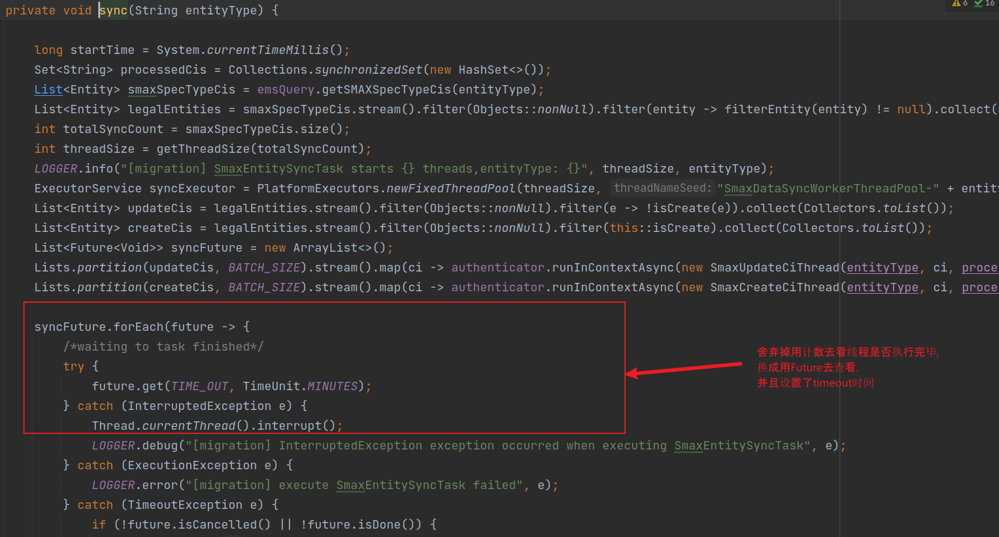 private void sync(String entityType) {
6 16
long startTime = System.currentTimeMillis();
Set<String> processedCis = Collections.synchronizedSet(new HashSet<>());
List<Entity> smaxSpecTypeCis = emsQuery.getSMAXSpecTypeCis(entityType);
List<Entity> legalEntities = smaxSpecTypeCis.stream().filter(Objects::nonNull).filter(entity -> filterEntity(entity) != null).collect(
int totalSyncCount = smaxSpecTypeCis.size();
int threadSize = getThreadSize(totalSyncCount);
LOGGER.info("[migration] SmaxEntitySyncTask starts {} threads,entityType: {}", threadSize, entityType);
ExecutorService syncExecutor = PlatformExecutors.newFixedThreadPool(threadSize, threadNameSeed: "SmaxDataSyncWorkerThreadPool-" + entity
List<Entity> updateCis = legalEntities.stream().filter(Objects::nonNull).filter(e -> !isCreate(e)).collect(Collectors.toList());
List<Entity> createCis = legalEntities.stream().filter(Objects::nonNull).filter(this::isCreate).collect(Collectors.toList());
List<Future<Void>> syncFuture = new ArrayList<>();
Lists.partition(updateCis, BATCH_SIZE).stream().map(ci -> authenticator.runInContextAsync(new SmaxUpdateCiThread(entityType, ci, proce
Lists.partition(createCis, BATCH_SIZE).stream().map(ci -> authenticator.runInContextAsync(new SmaxCreateCiThread(entityType, ci, proce
syncFuture.forEach(future -> {
/*waiting to task finished*/
try {
future.get(TIME_OUT, TimeUnit.MINUTES);
} catch (InterruptedException e) {
Thread.currentThread().interrupt();
LOGGER.debug("[migration] InterruptedException exception occurred when executing SmaxEntitySyncTask", e);
} catch (ExecutionException e) {
LOGGER.error("[migration] execute SmaxEntitySyncTask failed", e);
} catch (TimeoutException e) {
if (!future.isCancelled() || !future.isDone()) {
舍弃掉用计数去看线程是否执行完毕,
换成用Future去查看.
并且设置了timeout时间